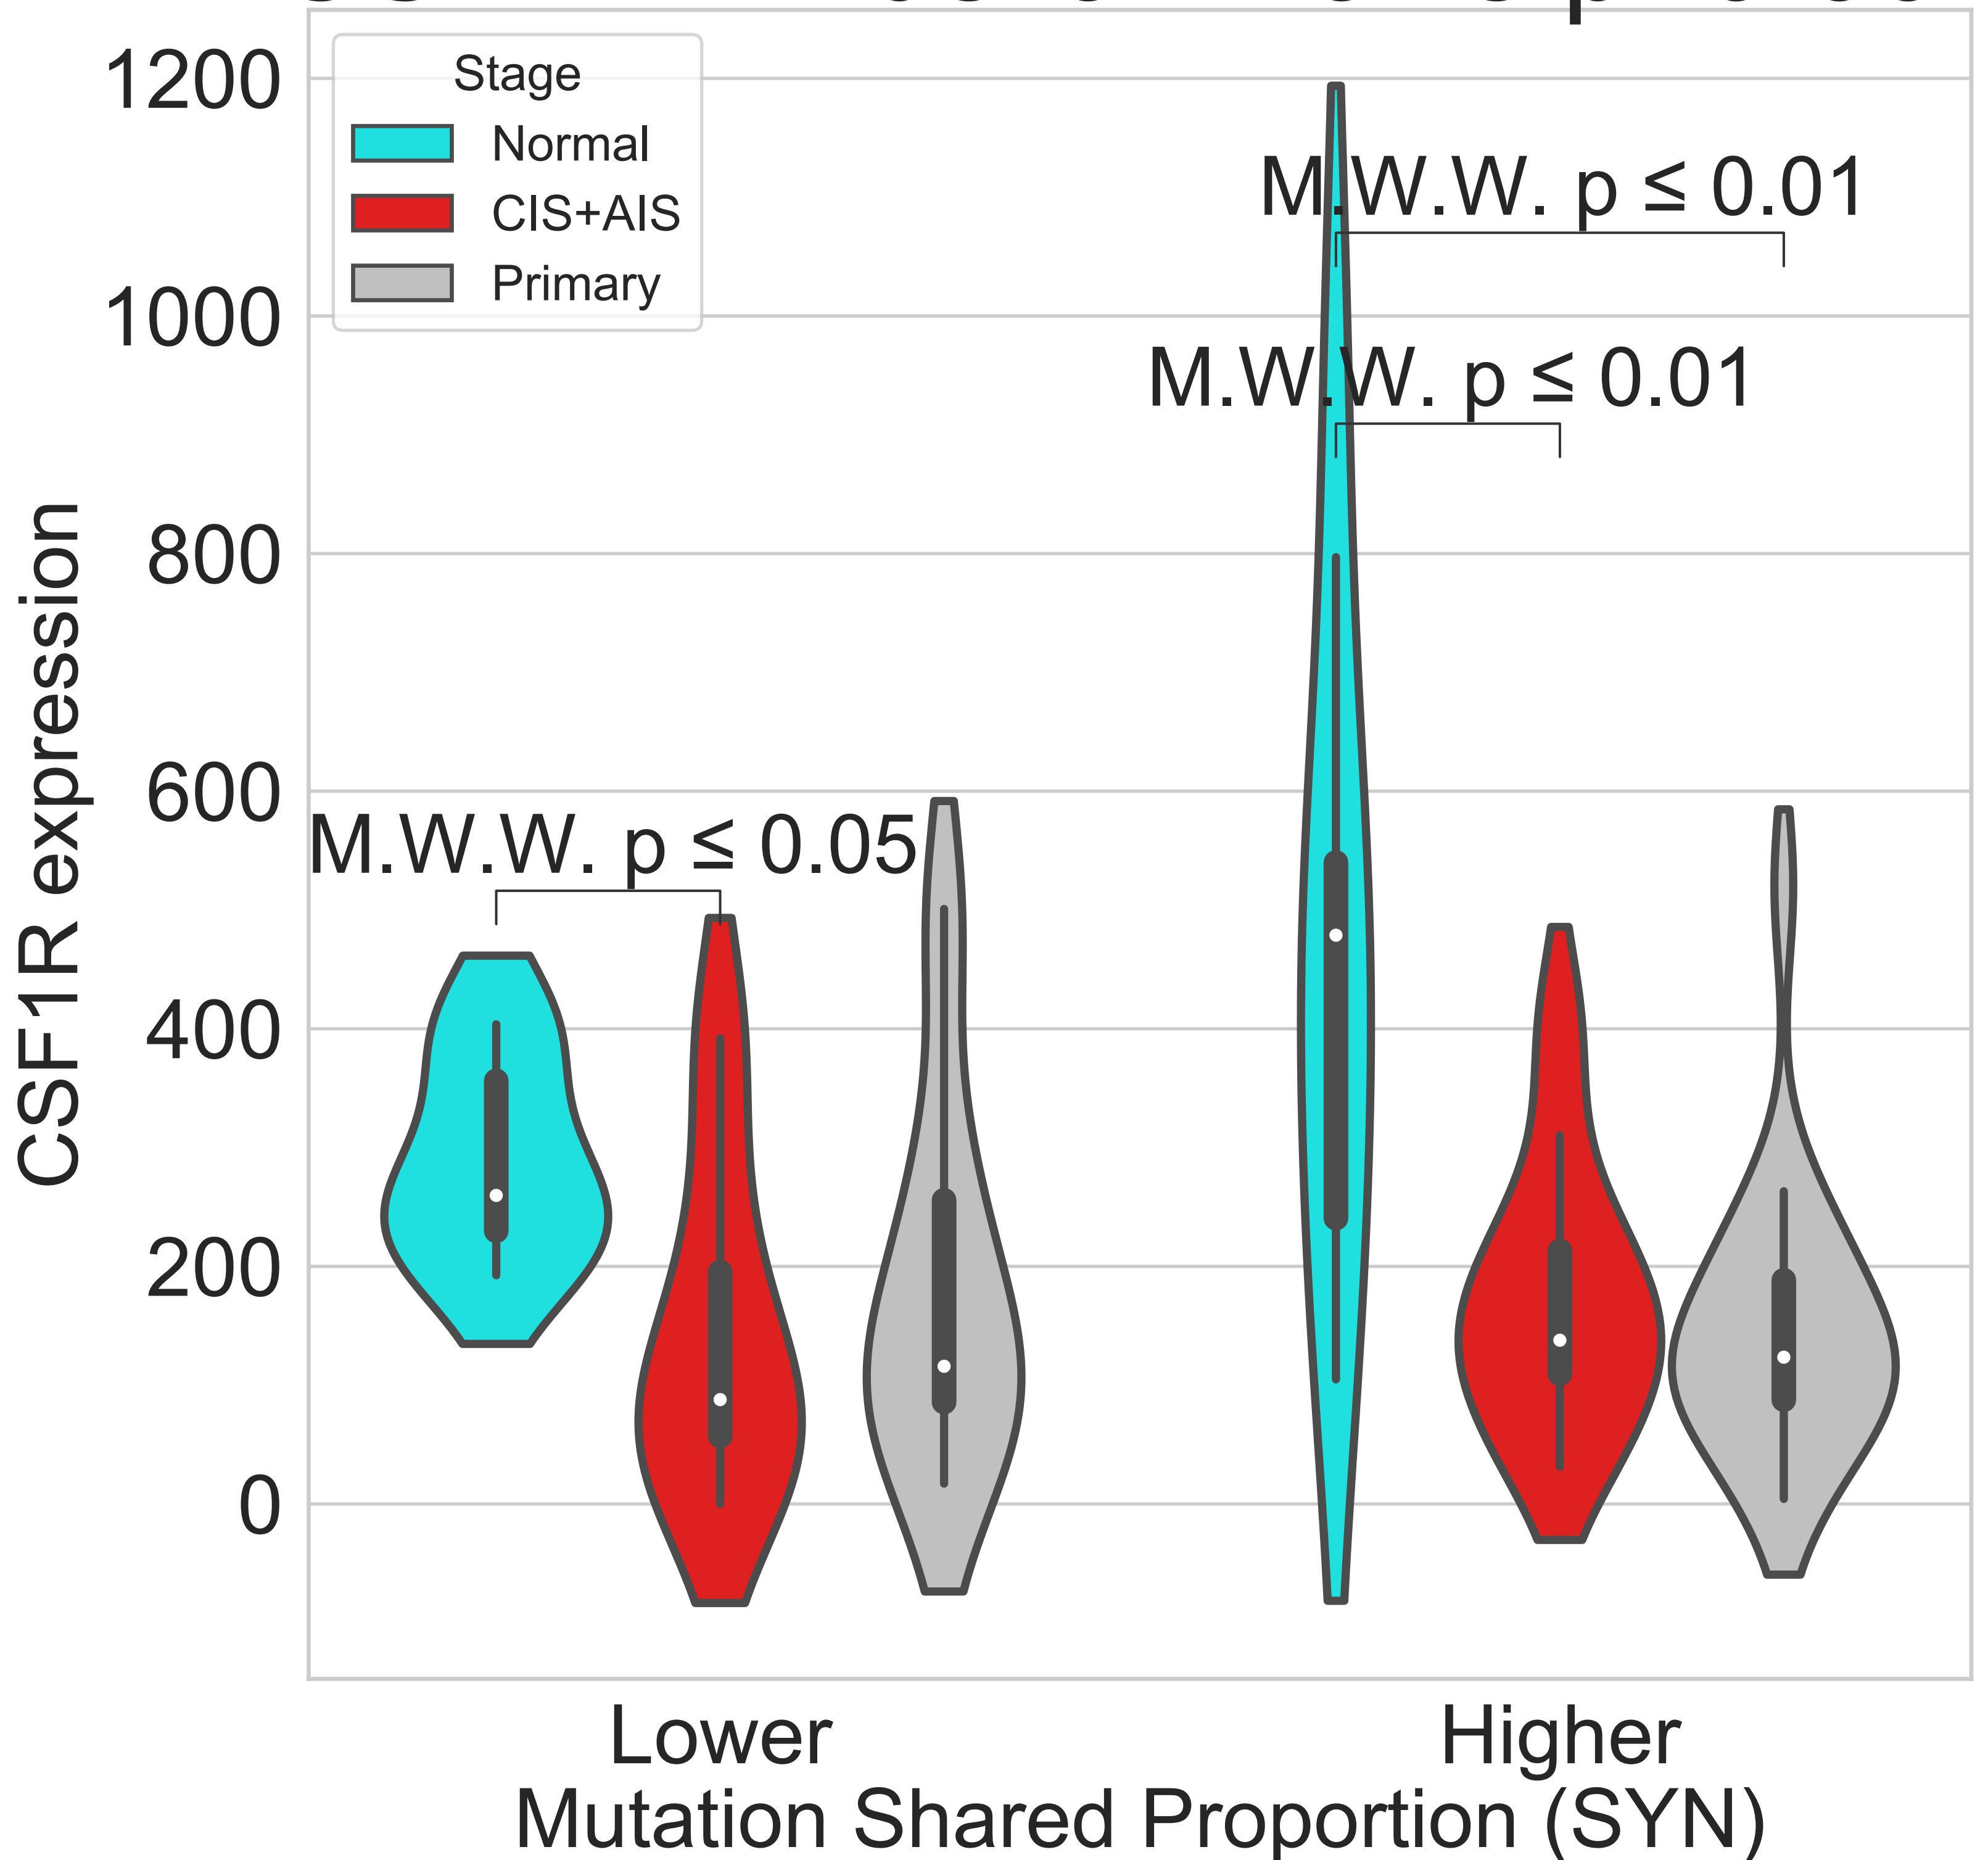 Stage
Normal
CIS+AIS
Primary
1200
1000
800
600
400
200
0
CSF1R expression
M.W.W. p ≤ 0.01
M.W.W. p ≤ 0.01
M.W.W. p ≤ 0.05
Lower
Higher
Mutation Shared Proportion (SYN)